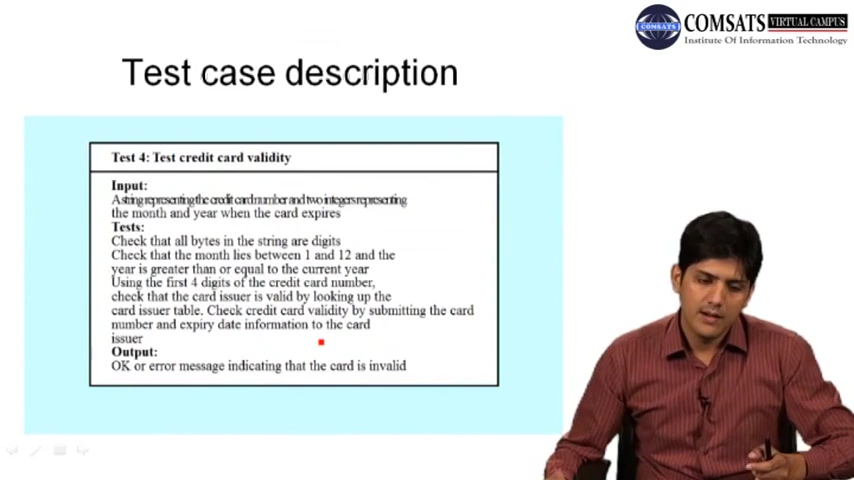 COMSATS VIRTUAL CAMPUS
COMSATS
Institute Of Information Technology
Test case description
Test 4: Test credit card validity
Input:
A string representing the credit card number and two integers representing
the month and year when the card expires
Tests:
Check that all bytes in the string are digits
Check that the month lies between 1 and 12 and the
year is greater than or equal to the current year
Using the first 4 digits of the credit card number,
check that the card issuer is valid by looking up the
card issuer table. Check credit card validity by submitting the card
number and expiry date information to the card
issuer
Output:
OK or error message indicating that the card is invalid